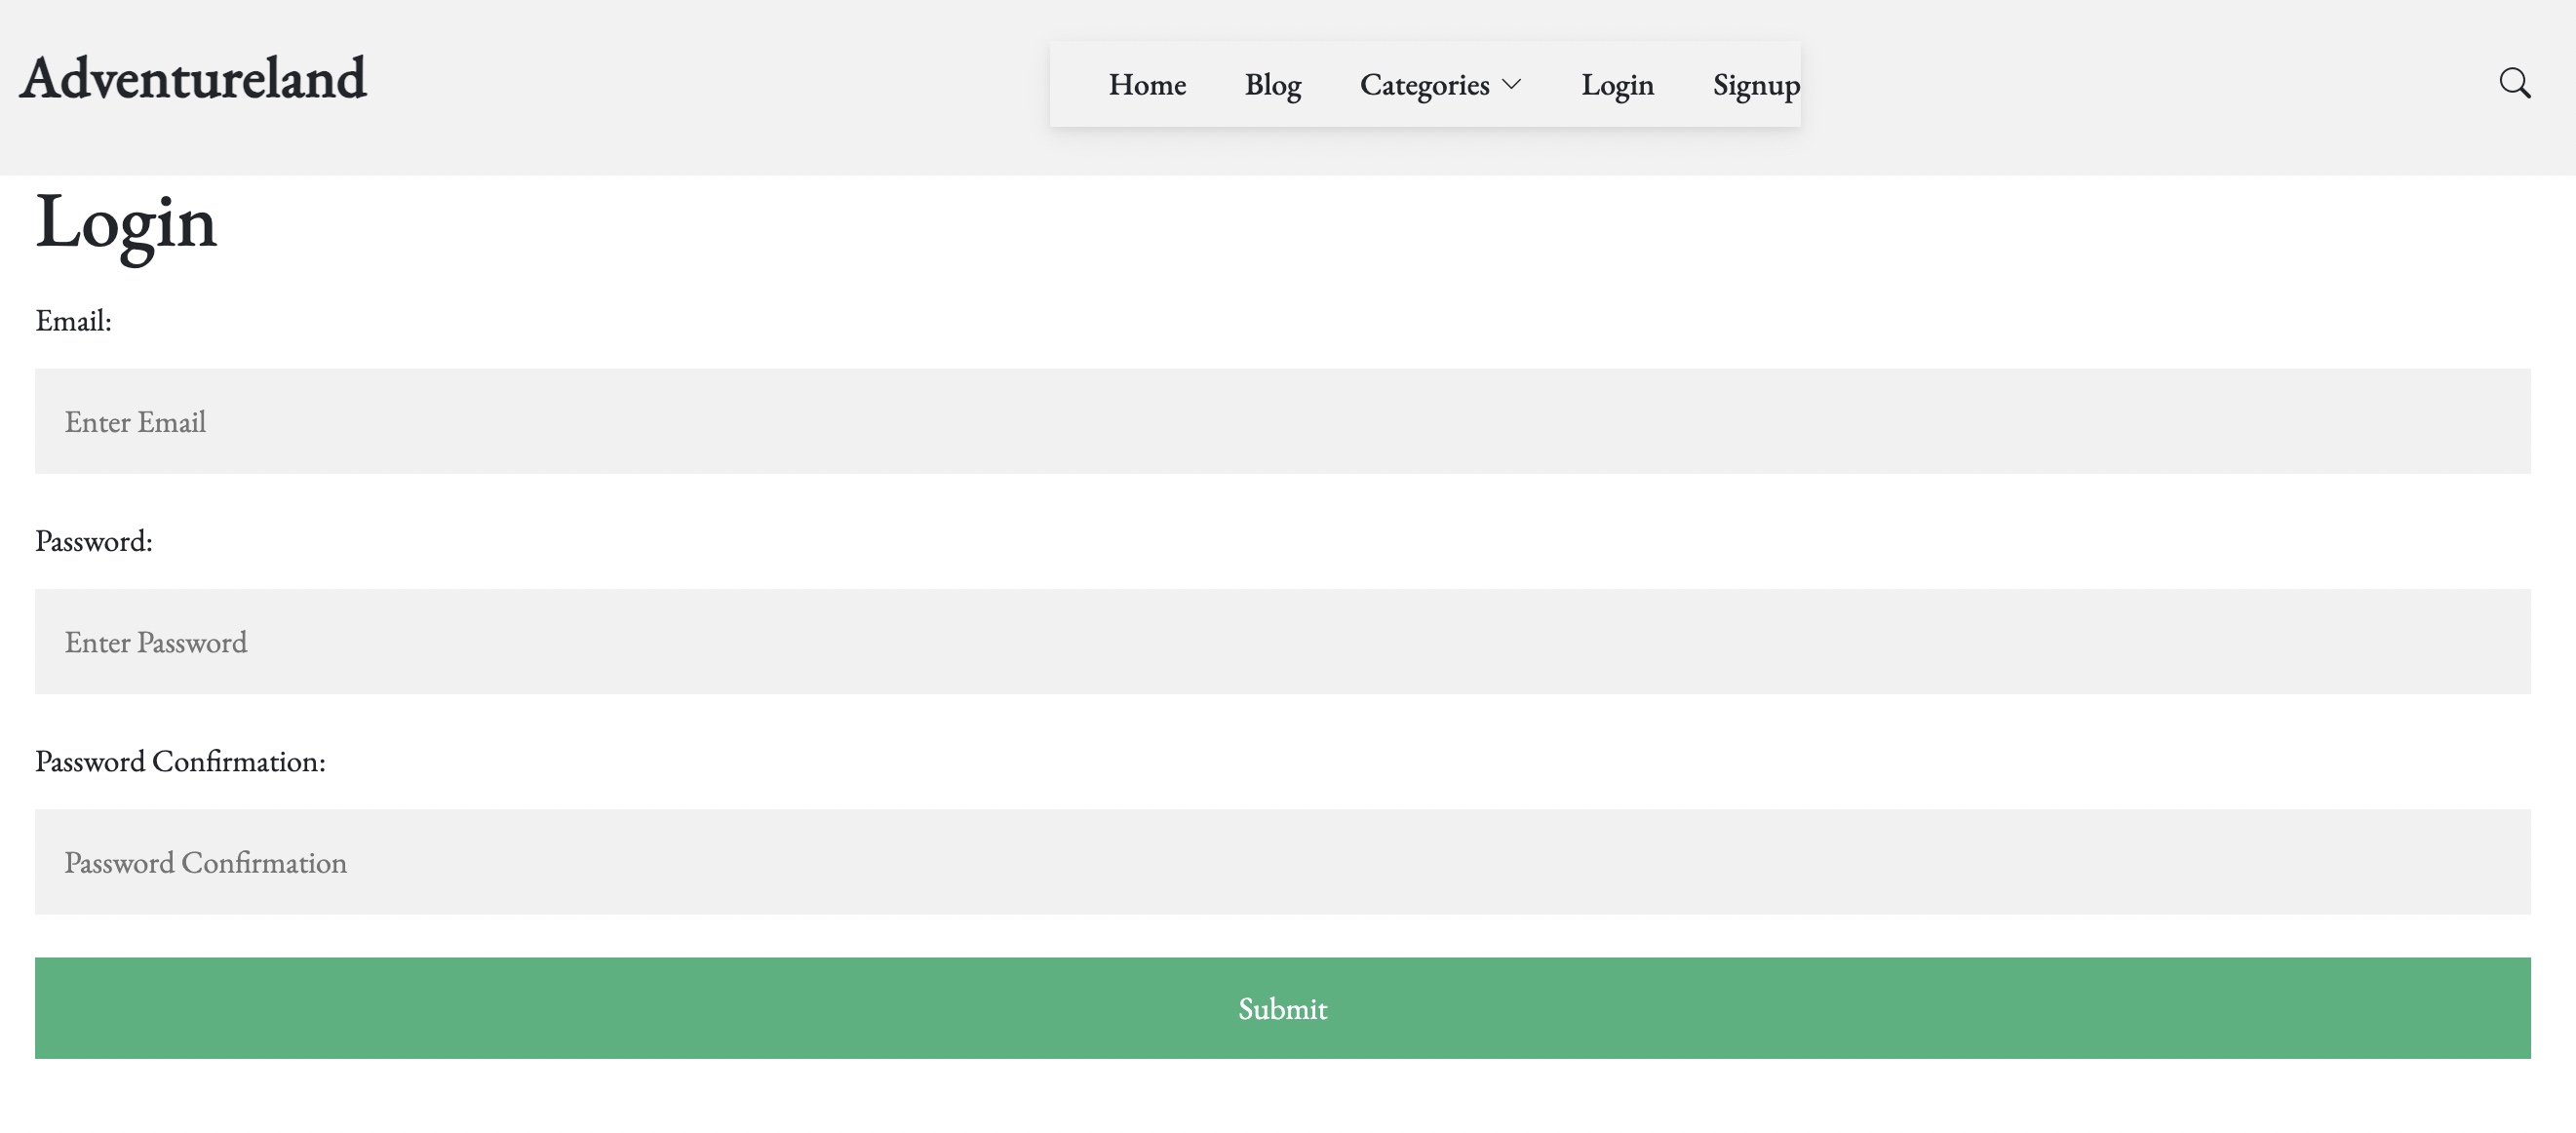 Adventureland
Home Blog Categories Login Signup
Login
Email:
Enter Email
Password:
Enter Password
Password Confirmation:
Password Confirmation
Submit